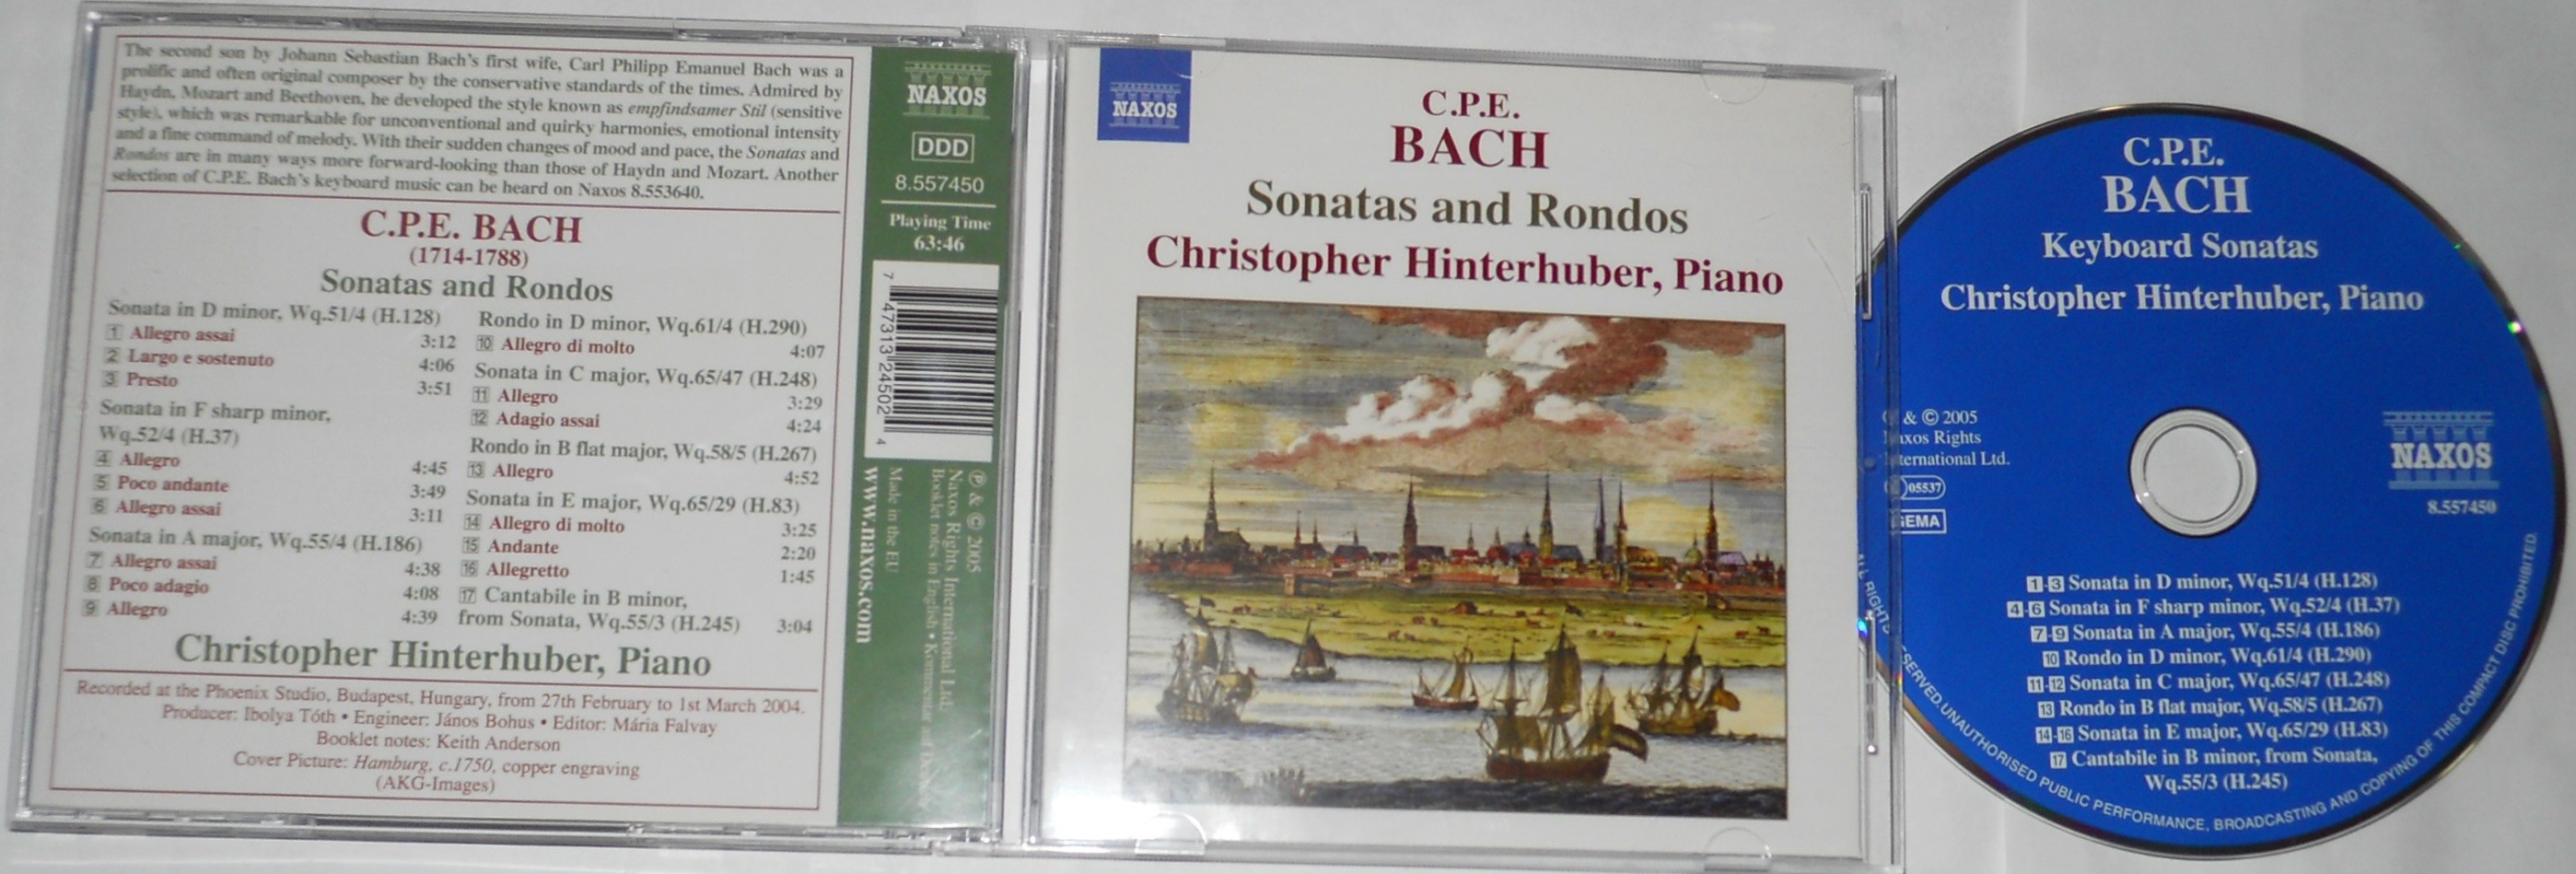 The second son by Johann Sebastian Bach's first wife, Carl Philipp Emanuel Bach was a
prolific and often original composer by the conservative standards of the times. Admired by
Haydn, Mozart and Beethoven, he developed the style known as empfindsamer Stil (sensitive
style), which was remarkable for unconventional and quirky harmonies, emotional intensity
and a fine command of melody. With their sudden changes of mood and pace, the Sonatas and
Rondos are in many ways more forward-looking than those of Haydn and Mozart. Another
selection of C.P.E. Bach's keyboard music can be heard on Naxos 8.553640.
C.P.E. BACH
(1714-1788)
Sonatas and Rondos
Sonata in D minor, Wq.51/4 (H.128)
1 Allegro assai 3:12
2 Largo e sostenuto 4:06
3 Presto 3:51
Sonata in F sharp minor,
Wq.52/4 (H.37)
4 Allegro 4:45
5 Poco andante 3:49
6 Allegro assai 3:11
Sonata in A major, Wq.55/4 (H.186)
7 Allegro assai 4:38
8 Poco adagio 4:08
9 Allegro 4:39
Rondo in D minor, Wq.61/4 (H.290)
10 Allegro di molto 4:07
Sonata in C major, Wq.65/47 (H.248)
11 Allegro 3:29
12 Adagio assai 4:24
Rondo in B flat major, Wq.58/5 (H.267)
13 Allegro 4:52
Sonata in E major, Wq.65/29 (H.83)
14 Allegro di molto 3:25
15 Andante 2:20
16 Allegretto 1:45
17 Cantabile in B minor,
from Sonata, Wq.55/3 (H.245) 3:04
Christopher Hinterhuber, Piano
Recorded at the Phoenix Studio, Budapest, Hungary, from 27th February to 1st March 2004.
Producer: Ibolya Tóth • Engineer: János Bohus • Editor: Mária Falvay
Booklet notes: Keith Anderson
Cover Picture: Hamburg, c.1750, copper engraving
(AKG-Images)
NAXOS
DDD
8.557450
Playing Time
63:46
7 47313 24502 4
℗ & © 2005
Naxos Rights International Ltd.
Booklet notes in English • Kommentar auf Deutsch
Made in the EU
www.naxos.com
NAXOS
C.P.E.
BACH
Sonatas and Rondos
Christopher Hinterhuber, Piano
C.P.E.
BACH
Keyboard Sonatas
Christopher Hinterhuber, Piano
& © 2005
Naxos Rights
International Ltd.
05537
GEMA
NAXOS
8.557450
1-3 Sonata in D minor, Wq.51/4 (H.128)
4-6 Sonata in F sharp minor, Wq.52/4 (H.37)
7-9 Sonata in A major, Wq.55/4 (H.186)
10 Rondo in D minor, Wq.61/4 (H.290)
11-12 Sonata in C major, Wq.65/47 (H.248)
13 Rondo in B flat major, Wq.58/5 (H.267)
14-16 Sonata in E major, Wq.65/29 (H.83)
17 Cantabile in B minor, from Sonata,
Wq.55/3 (H.245)
ALL RIGHTS RESERVED. UNAUTHORISED PUBLIC PERFORMANCE, BROADCASTING AND COPYING OF THIS COMPACT DISC PROHIBITED.